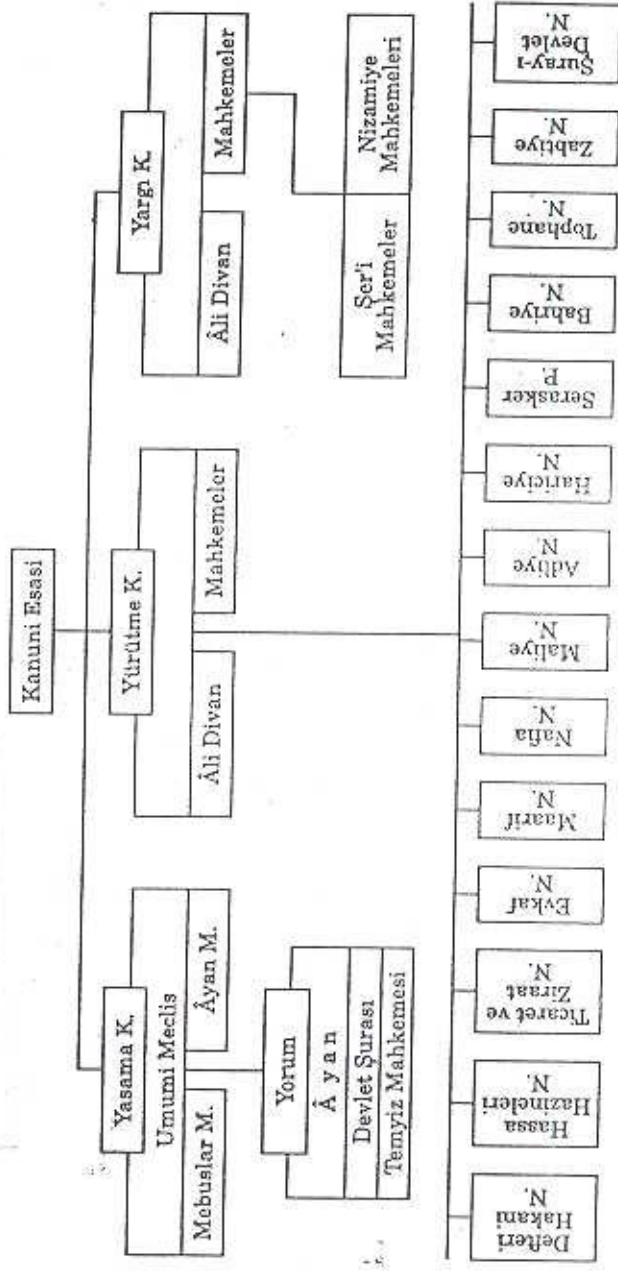 Kanuni Esasi
Yasama K.
Umumi Meclis
Mebuslar M.
Âyan M.
Yorum
Âyan
Devlet Şurası
Temyiz Mahkemesi
Yürütme K.
Âli Divan
Mahkemeler
Yargı K.
Âli Divan
Mahkemeler
Şer'i
Mahkemeler
Nizamiye
Mahkemeleri
Defteri
Hakani
N.
Hassa
Hazineleri
N.
Ticaret ve
Ziraat
N.
Evkaf
N.
Maarif
N.
Nafia
N.
Maliye
N.
Adliye
N.
Hariciye
N.
Serasker
P.
Bahriye
N.
Tophane
N.
Zabtiye
N.
Şuray-ı
Devlet
N.